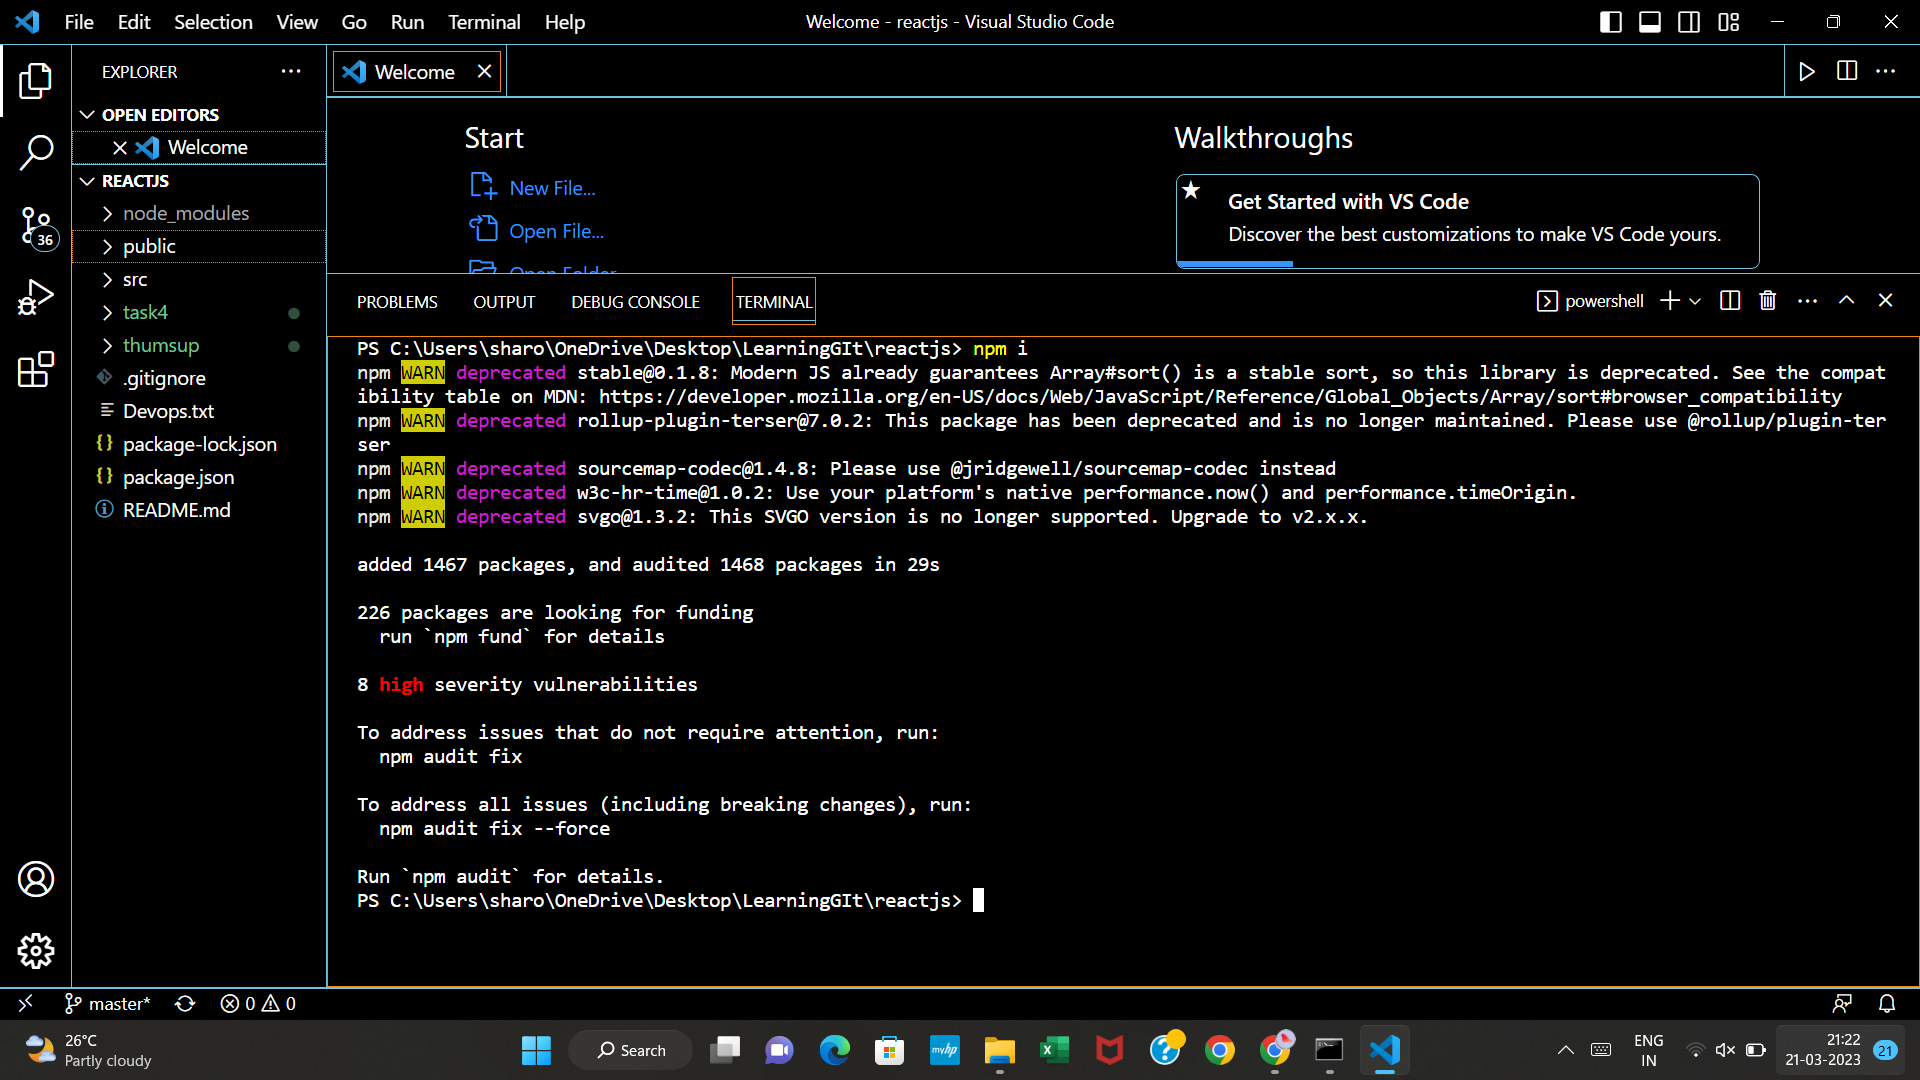 File Edit Selection View Go Run Terminal Help
Welcome - reactjs - Visual Studio Code
EXPLORER
OPEN EDITORS
Welcome
REACTJS
node_modules
public
src
task4
thumsup
.gitignore
Devops.txt
package-lock.json
package.json
README.md
36
Welcome
Start
New File...
Open File...
Open Folder...
Walkthroughs
Get Started with VS Code
Discover the best customizations to make VS Code yours.
PROBLEMS OUTPUT DEBUG CONSOLE TERMINAL
powershell
PS C:\Users\sharo\OneDrive\Desktop\LearningGIt\reactjs> npm i
npm WARN deprecated stable@0.1.8: Modern JS already guarantees Array#sort() is a stable sort, so this library is deprecated. See the compat
ibility table on MDN: https://developer.mozilla.org/en-US/docs/Web/JavaScript/Reference/Global_Objects/Array/sort#browser_compatibility
npm WARN deprecated rollup-plugin-terser@7.0.2: This package has been deprecated and is no longer maintained. Please use @rollup/plugin-ter
ser
npm WARN deprecated sourcemap-codec@1.4.8: Please use @jridgewell/sourcemap-codec instead
npm WARN deprecated w3c-hr-time@1.0.2: Use your platform's native performance.now() and performance.timeOrigin.
npm WARN deprecated svgo@1.3.2: This SVGO version is no longer supported. Upgrade to v2.x.x.
added 1467 packages, and audited 1468 packages in 29s
226 packages are looking for funding
run `npm fund` for details
8 high severity vulnerabilities
To address issues that do not require attention, run:
npm audit fix
To address all issues (including breaking changes), run:
npm audit fix --force
Run `npm audit` for details.
PS C:\Users\sharo\OneDrive\Desktop\LearningGIt\reactjs>
master* 0 0
26°C
Partly cloudy
Search
myhp
ENG
IN
21:22
21-03-2023
21